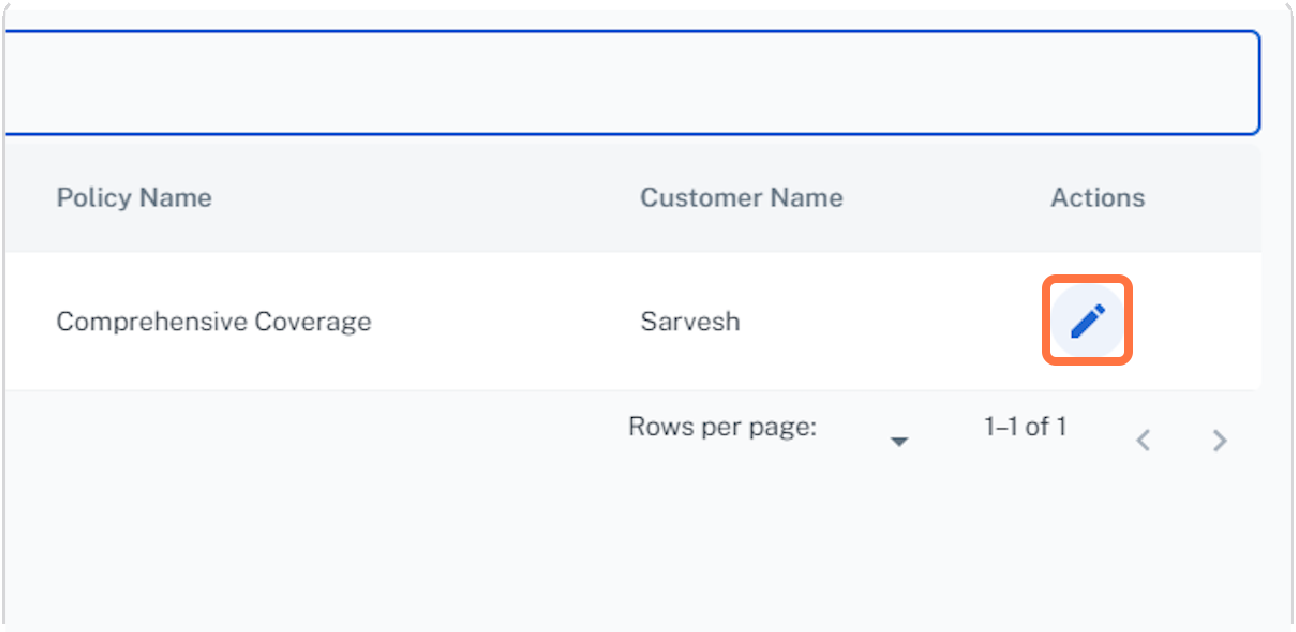 Policy Name Customer Name Actions
Comprehensive Coverage Sarvesh
Rows per page: 1–1 of 1